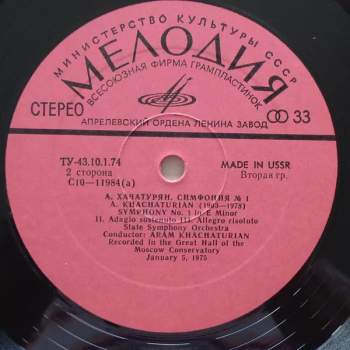 МИНИСТЕРСТВО КУЛЬТУРЫ СССР
МЕЛОДИЯ
ВСЕСОЮЗНАЯ ФИРМА ГРАМПЛАСТИНОК
СТЕРЕО
33
АПРЕЛЕВСКИЙ ОРДЕНА ЛЕНИНА ЗАВОД
ТУ-43.10.1.74
MADE IN USSR
2 сторона
Вторая гр.
С10—11984(а)
А. ХАЧАТУРЯН. СИМФОНИЯ № 1
A. KHACHATURIAN (1903—1978)
SYMPHONY No. 1 in E Minor
II. Adagio sostenuto III. Allegro risoluto
State Symphony Orchestra
Conductor: ARAM KHACHATURIAN
Recorded in the Great Hall of the
Moscow Conservatory
January 5, 1975